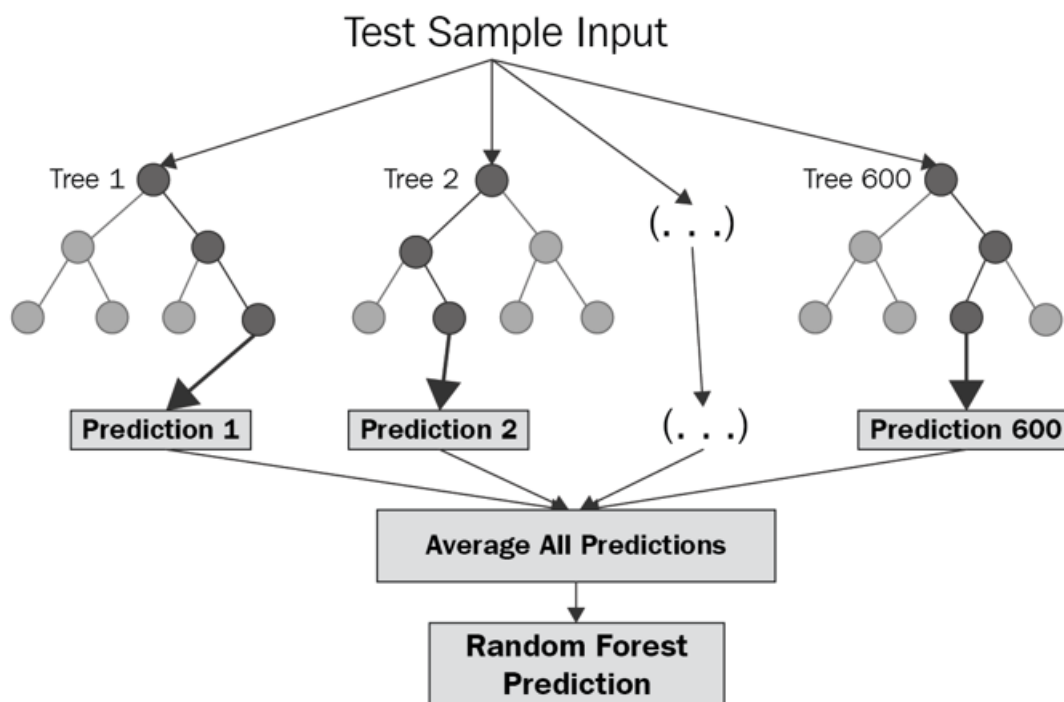 Test Sample Input
Tree 1
Tree 2
(. . .)
Tree 600
Prediction 1
Prediction 2
(. . .)
Prediction 600
Average All Predictions
Random Forest
Prediction